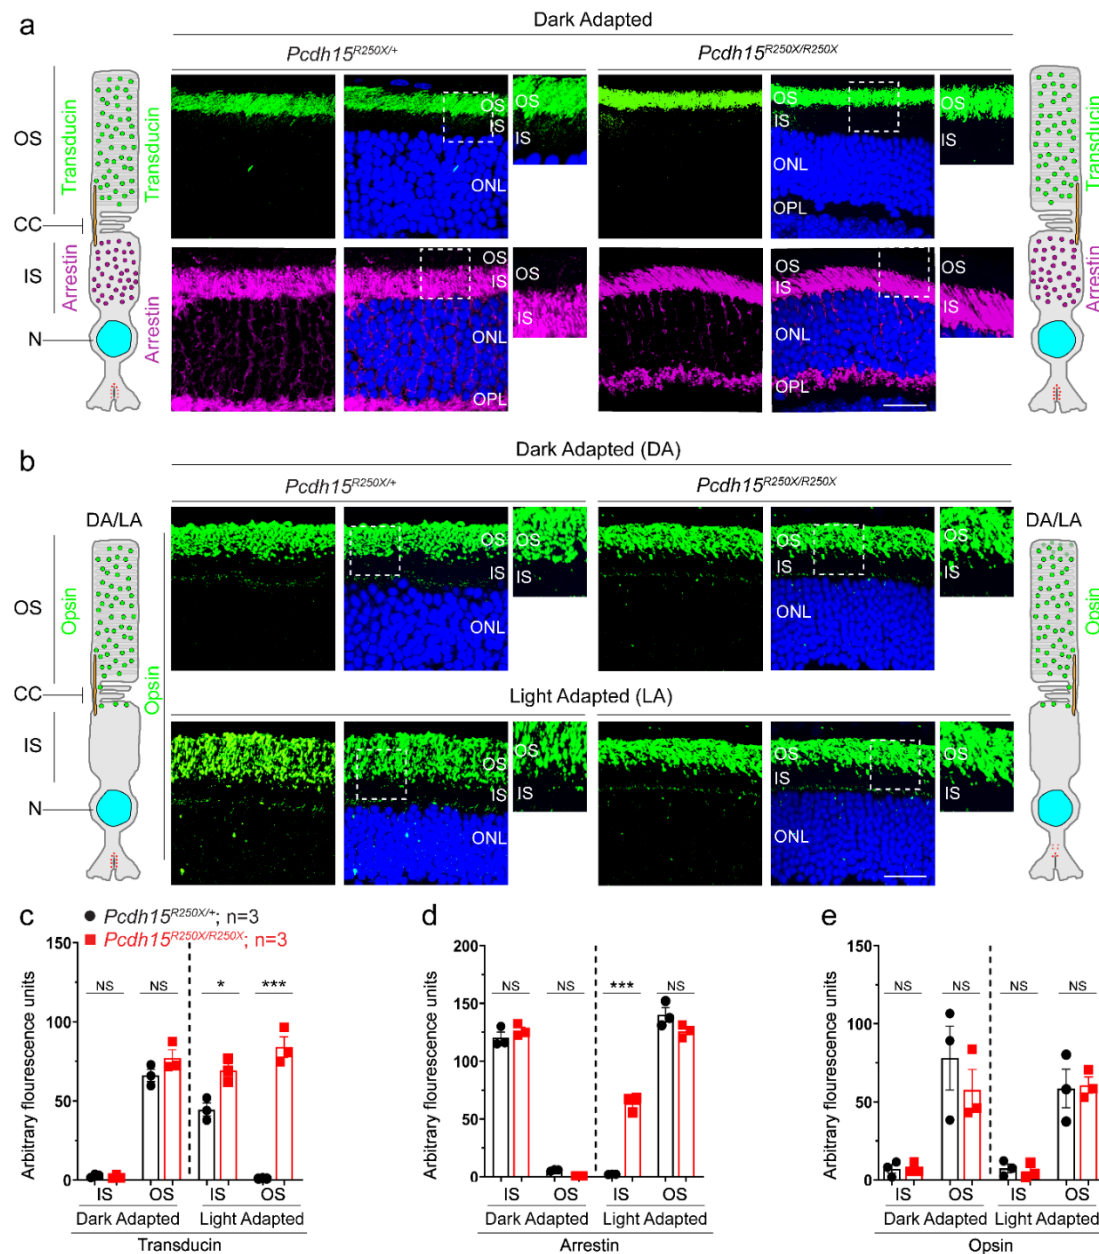 a
Dark Adapted
Pcdh15R250X/+
Pcdh15R250X/R250X
OS
CC
IS
N
Transducin
Transducin
Arrestin
Arrestin
OS
IS
ONL
OS
IS
OS
IS
ONL
OPL
OS
IS
Transducin
OS
IS
ONL
OPL
OS
IS
OS
IS
ONL
OPL
OS
IS
Arrestin
b
Dark Adapted (DA)
Pcdh15R250X/+
Pcdh15R250X/R250X
DA/LA
OS
CC
IS
N
Opsin
Opsin
OS
IS
ONL
OS
IS
OS
IS
ONL
OS
IS
DA/LA
Opsin
Light Adapted (LA)
OS
IS
ONL
OS
IS
OS
IS
ONL
OS
IS
c
Pcdh15R250X/+; n=3
Pcdh15R250X/R250X; n=3
Arbitrary flourescence units
150
100
50
0
NS
NS
*
***
IS
OS
IS
OS
Dark Adapted
Light Adapted
Transducin
d
Arbitrary flourescence units
200
150
100
50
0
NS
NS
***
NS
IS
OS
IS
OS
Dark Adapted
Light Adapted
Arrestin
e
Arbitrary flourescence units
150
100
50
0
NS
NS
NS
NS
IS
OS
IS
OS
Dark Adapted
Light Adapted
Opsin